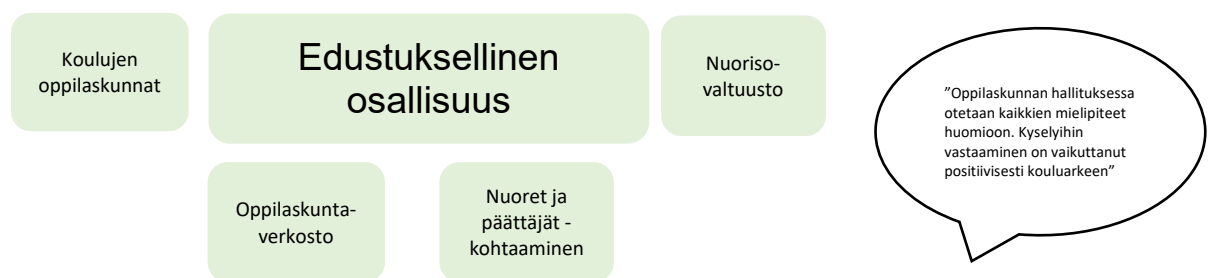 Koulujen
oppilaskunnat
Edustuksellinen
osallisuus
Nuoriso-
valtuusto
Oppilaskunta-
verkosto
Nuoret ja
päättäjät -
kohtaaminen
”Oppilaskunnan hallituksessa
otetaan kaikkien mielipiteet
huomioon. Kyselyihin
vastaaminen on vaikuttanut
positiivisesti kouluarkeen”